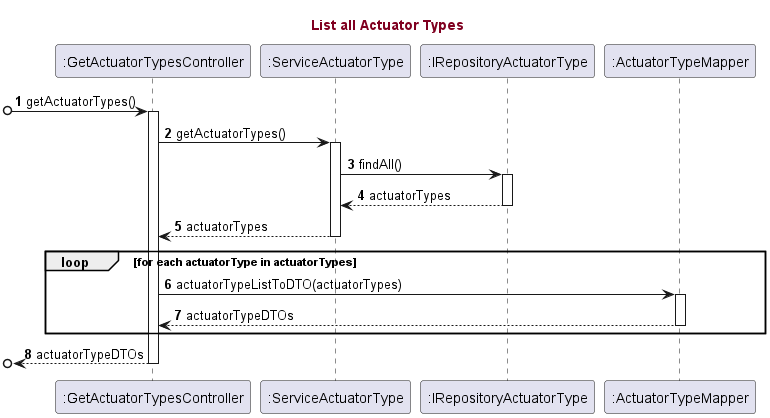 List all Actuator Types
:GetActuatorTypesController :ServiceActuatorType :IRepositoryActuatorType :ActuatorTypeMapper
1 getActuatorTypes()
2 getActuatorTypes()
3 findAll()
4 actuatorTypes
5 actuatorTypes
loop [for each actuatorType in actuatorTypes]
6 actuatorTypeListToDTO(actuatorTypes)
7 actuatorTypeDTOs
8 actuatorTypeDTOs
:GetActuatorTypesController :ServiceActuatorType :IRepositoryActuatorType :ActuatorTypeMapper